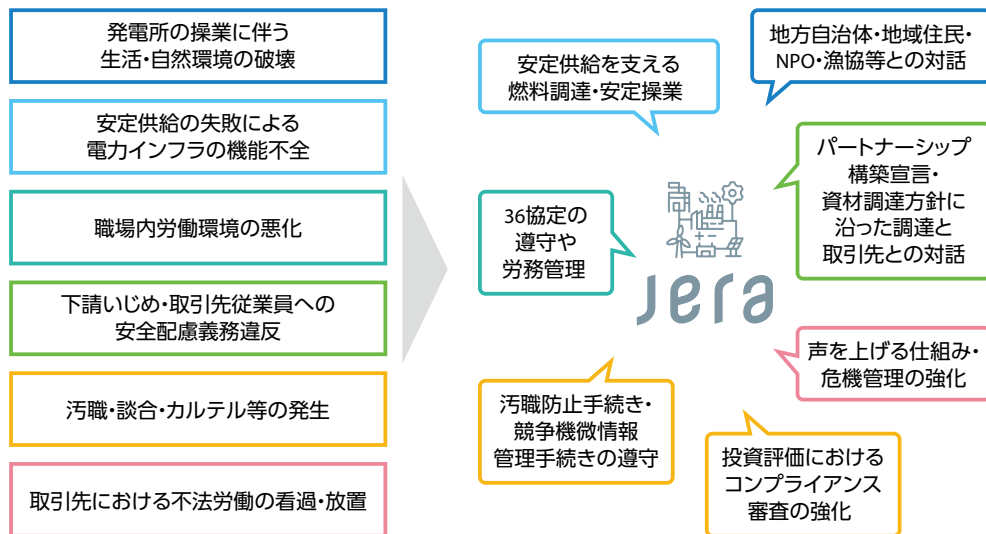 発電所の操業に伴う
生活・自然環境の破壊
安定供給の失敗による
電力インフラの機能不全
職場内労働環境の悪化
下請いじめ・取引先従業員への
安全配慮義務違反
汚職・談合・カルテル等の発生
取引先における不法労働の看過・放置
安定供給を支える
燃料調達・安定操業
地方自治体・地域住民・
NPO・漁協等との対話
36協定の
遵守や
労務管理
パートナーシップ
構築宣言・
資材調達方針に
沿った調達と
取引先との対話
jera
声を上げる仕組み・
危機管理の強化
汚職防止手続き・
競争機微情報
管理手続きの遵守
投資評価における
コンプライアンス
審査の強化